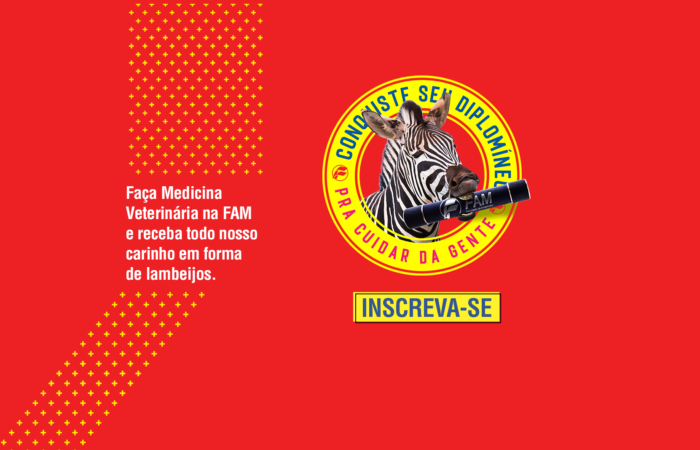 Faça Medicina
Veterinária na FAM
e receba todo nosso
carinho em forma
de lambeijos.
CONQUISTE SEU DIPLOMÍNEO
FAM
PRA CUIDAR DA GENTE
INSCREVA-SE